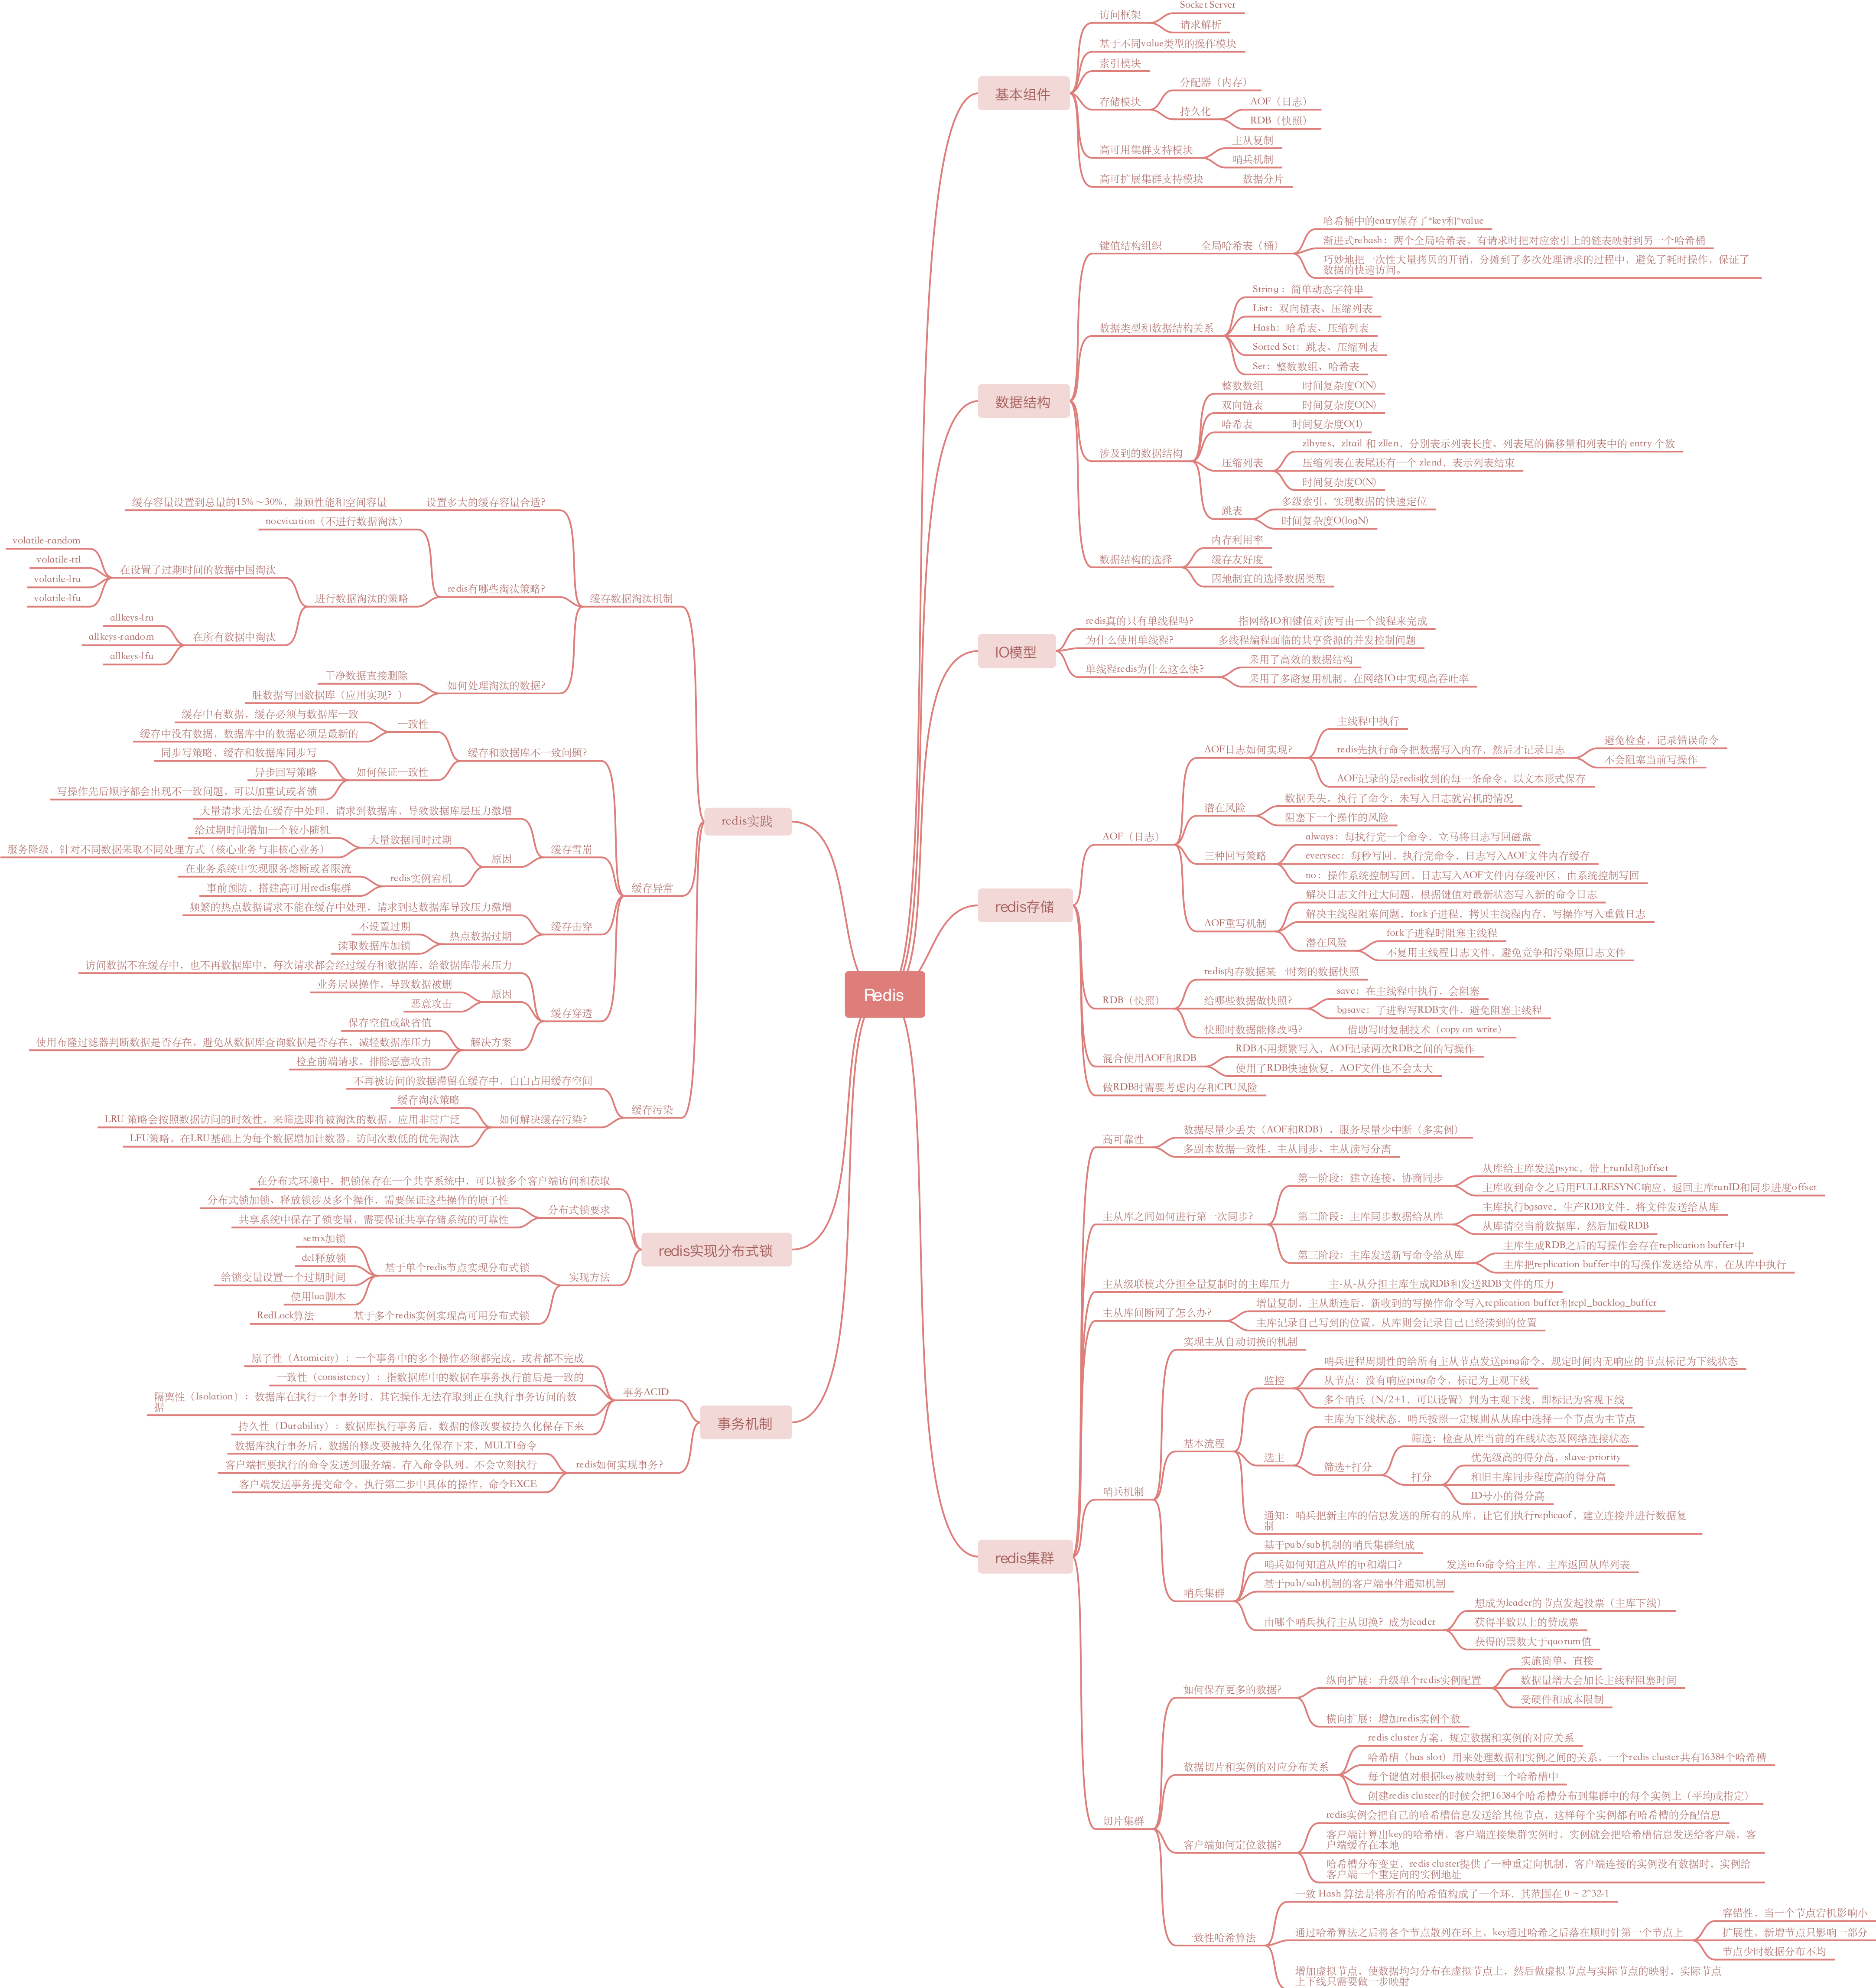 Redis
基本组件
访问框架
Socket Server
请求解析
基于不同value类型的操作模块
索引模块
存储模块
分配器（内存）
持久化
AOF（日志）
RDB（快照）
高可用集群支持模块
主从复制
哨兵机制
高可扩展集群支持模块
数据分片
数据结构
键值结构组织
全局哈希表（桶）
哈希桶中的entry保存了*key和*value
渐进式rehash：两个全局哈希表，有请求时把对应索引上的链表映射到另一个哈希桶
巧妙地把一次性大量拷贝的开销，分摊到了多次处理请求的过程中，避免了耗时操作，保证了
数据的快速访问。
数据类型和数据结构关系
String：简单动态字符串
List：双向链表、压缩列表
Hash：哈希表、压缩列表
Sorted Set：跳表、压缩列表
Set：整数数组、哈希表
涉及到的数据结构
整数数组
时间复杂度O(N)
双向链表
时间复杂度O(N)
哈希表
时间复杂度O(1)
压缩列表
zlbytes、zltail 和 zllen，分别表示列表长度、列表尾的偏移量和列表中的 entry 个数
压缩列表在表尾还有一个 zlend，表示列表结束
时间复杂度O(N)
跳表
多级索引，实现数据的快速定位
时间复杂度O(logN)
数据结构的选择
内存利用率
缓存友好度
因地制宜的选择数据类型
IO模型
redis真的只有单线程吗?
指网络IO和键值对读写由一个线程来完成
为什么使用单线程?
多线程编程面临的共享资源的并发控制问题
单线程redis为什么这么快?
采用了高效的数据结构
采用了多路复用机制，在网络IO中实现高吞吐率
redis存储
AOF（日志）
AOF日志如何实现?
主线程中执行
redis先执行命令把数据写入内存，然后才记录日志
避免检查，记录错误命令
不会阻塞当前写操作
AOF记录的是redis收到的每一条命令，以文本形式保存
潜在风险
数据丢失，执行了命令，未写入日志就宕机的情况
阻塞下一个操作的风险
三种回写策略
always：每执行完一个命令，立马将日志写回磁盘
everysec：每秒写回，执行完命令，日志写入AOF文件内存缓存
no：操作系统控制写回，日志写入AOF文件内存缓冲区，由系统控制写回
AOF重写机制
解决日志文件过大问题，根据键值对最新状态写入新的命令日志
解决主线程阻塞问题，fork子进程，拷贝主线程内存，写操作写入重做日志
潜在风险
fork子进程时阻塞主线程
不复用主线程日志文件，避免竞争和污染原日志文件
RDB（快照）
redis内存数据某一时刻的数据快照
给哪些数据做快照?
save：在主线程中执行，会阻塞
bgsave：子进程写RDB文件，避免阻塞主线程
快照时数据能修改吗?
借助写时复制技术（copy on write）
混合使用AOF和RDB
RDB不用频繁写入，AOF记录两次RDB之间的写操作
使用了RDB快速恢复，AOF文件也不会太大
做RDB时需要考虑内存和CPU风险
redis集群
高可靠性
数据尽量少丢失（AOF和RDB）、服务尽量少中断（多实例）
多副本数据一致性，主从同步、主从读写分离
主从库之间如何进行第一次同步?
第一阶段：建立连接、协商同步
从库给主库发送psync，带上runId和offset
主库收到命令之后用FULLRESYNC响应，返回主库runID和同步进度offset
第二阶段：主库同步数据给从库
主库执行bgsave，生产RDB文件，将文件发送给从库
从库清空当前数据库，然后加载RDB
第三阶段：主库发送新写命令给从库
主库生成RDB之后的写操作会存在replication buffer中
主库把replication buffer中的写操作发送给从库，在从库中执行
主从级联模式分担全量复制时的主库压力
主-从-从分担主库生成RDB和发送RDB文件的压力
主从库间断网了怎么办?
增量复制，主从断连后，新收到的写操作命令写入replication buffer和repl_backlog_buffer
主库记录自己写到的位置，从库则会记录自己已经读到的位置
哨兵机制
实现主从自动切换的机制
基本流程
监控
哨兵进程周期性的给所有主从节点发送ping命令，规定时间内无响应的节点标记为下线状态
从节点：没有响应ping命令，标记为主观下线
多个哨兵（N/2+1，可以设置）判为主观下线，即标记为客观下线
选主
主库为下线状态，哨兵按照一定规则从从库中选择一个节点为主节点
筛选+打分
筛选：检查从库当前的在线状态及网络连接状态
打分
优先级高的得分高，slave-priority
和旧主库同步程度高的得分高
ID号小的得分高
通知：哨兵把新主库的信息发送的所有的从库，让它们执行replicaof，建立连接并进行数据复
制
哨兵集群
基于pub/sub机制的哨兵集群组成
哨兵如何知道从库的ip和端口?
发送info命令给主库，主库返回从库列表
基于pub/sub机制的客户端事件通知机制
由哪个哨兵执行主从切换？成为leader
想成为leader的节点发起投票（主库下线）
获得半数以上的赞成票
获得的票数大于quorum值
切片集群
如何保存更多的数据?
纵向扩展：升级单个redis实例配置
实施简单、直接
数据量增大会加长主线程阻塞时间
受硬件和成本限制
横向扩展：增加redis实例个数
数据切片和实例的对应分布关系
redis cluster方案，规定数据和实例的对应关系
哈希槽（has slot）用来处理数据和实例之间的关系，一个redis cluster共有16384个哈希槽
每个键值对根据key被映射到一个哈希槽中
创建redis cluster的时候会把16384个哈希槽分布到集群中的每个实例上（平均或指定）
客户端如何定位数据?
redis实例会把自己的哈希槽信息发送给其他节点，这样每个实例都有哈希槽的分配信息
客户端计算出key的哈希槽，客户端连接集群实例时，实例就会把哈希槽信息发送给客户端，客
户端缓存在本地
哈希槽分布变更，redis cluster提供了一种重定向机制，客户端连接的实例没有数据时，实例给
客户端一个重定向的实例地址
一致性哈希算法
一致 Hash 算法是将所有的哈希值构成了一个环，其范围在 0 ~ 2^32-1
通过哈希算法之后将各个节点散列在环上，key通过哈希之后落在顺时针第一个节点上
容错性，当一个节点宕机影响小
扩展性，新增节点只影响一部分
节点少时数据分布不均
增加虚拟节点，使数据均匀分布在虚拟节点上，然后做虚拟节点与实际节点的映射，实际节点
上下线只需要做一步映射
redis实践
缓存数据淘汰机制
设置多大的缓存容量合适?
缓存容量设置到总量的15%~30%，兼顾性能和空间容量
redis有哪些淘汰策略?
noevication（不进行数据淘汰）
进行数据淘汰的策略
在设置了过期时间的数据中国淘汰
volatile-random
volatile-ttl
volatile-lru
volatile-lfu
在所有数据中淘汰
allkeys-lru
allkeys-random
allkeys-lfu
如何处理淘汰的数据?
干净数据直接删除
脏数据写回数据库（应用实现？）
缓存异常
缓存和数据库不一致问题?
一致性
缓存中有数据，缓存必须与数据库一致
缓存中没有数据，数据库中的数据必须是最新的
如何保证一致性
同步写策略，缓存和数据库同步写
异步回写策略
写操作先后顺序都会出现不一致问题，可以加重试或者锁
缓存雪崩
大量请求无法在缓存中处理，请求到数据库，导致数据库层压力激增
原因
大量数据同时过期
给过期时间增加一个较小随机
服务降级，针对不同数据采取不同处理方式（核心业务与非核心业务）
redis实例宕机
在业务系统中实现服务熔断或者限流
事前预防，搭建高可用redis集群
缓存击穿
频繁的热点数据请求不能在缓存中处理，请求到达数据库导致压力激增
热点数据过期
不设置过期
读取数据库加锁
缓存穿透
访问数据不在缓存中，也不再数据库中，每次请求都会经过缓存和数据库，给数据库带来压力
原因
业务层误操作，导致数据被删
恶意攻击
解决方案
保存空值或缺省值
使用布隆过滤器判断数据是否存在，避免从数据库查询数据是否存在，减轻数据库压力
检查前端请求，排除恶意攻击
缓存污染
不再被访问的数据滞留在缓存中，白白占用缓存空间
如何解决缓存污染?
缓存淘汰策略
LRU 策略会按照数据访问的时效性，来筛选即将被淘汰的数据，应用非常广泛
LFU策略，在LRU基础上为每个数据增加计数器，访问次数低的优先淘汰
redis实现分布式锁
在分布式环境中，把锁保存在一个共享系统中，可以被多个客户端访问和获取
分布式锁要求
分布式锁加锁、释放锁涉及多个操作，需要保证这些操作的原子性
共享系统中保存了锁变量，需要保证共享存储系统的可靠性
实现方法
基于单个redis节点实现分布式锁
setnx加锁
del释放锁
给锁变量设置一个过期时间
使用lua脚本
基于多个redis实例实现高可用分布式锁
RedLock算法
事务机制
事务ACID
原子性（Atomicity）：一个事务中的多个操作必须都完成，或者都不完成
一致性（consistency）：指数据库中的数据在事务执行前后是一致的
隔离性（Isolation）：数据库在执行一个事务时，其它操作无法存取到正在执行事务访问的数
据
持久性（Durability）：数据库执行事务后，数据的修改要被持久化保存下来
redis如何实现事务?
数据库执行事务后，数据的修改要被持久化保存下来，MULTI命令
客户端把要执行的命令发送到服务端，存入命令队列，不会立刻执行
客户端发送事务提交命令，执行第二步中具体的操作，命令EXCE